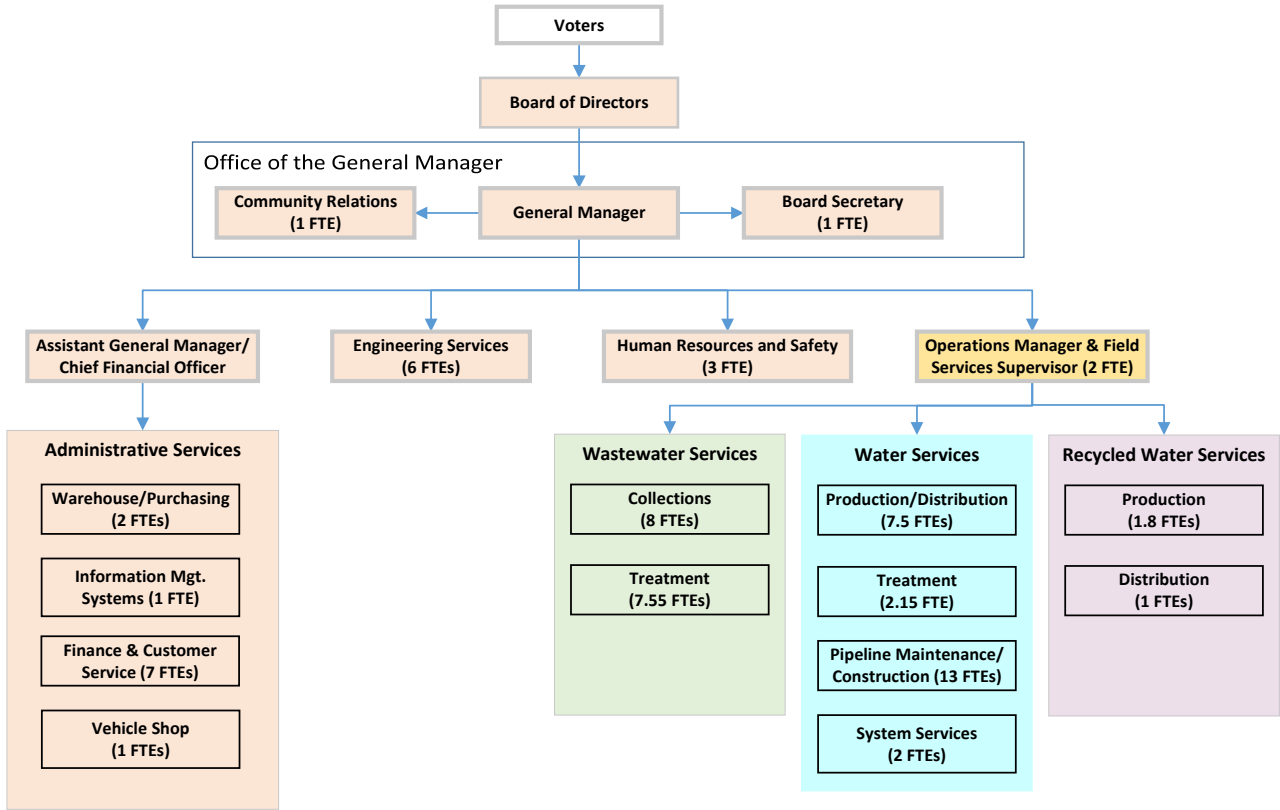 Voters
Board of Directors
Office of the General Manager
Community Relations
(1 FTE)
General Manager
Board Secretary
(1 FTE)
Assistant General Manager/
Chief Financial Officer
Engineering Services
(6 FTEs)
Human Resources and Safety
(3 FTE)
Operations Manager & Field
Services Supervisor (2 FTE)
Administrative Services
Warehouse/Purchasing
(2 FTEs)
Information Mgt.
Systems (1 FTE)
Finance & Customer
Service (7 FTEs)
Vehicle Shop
(1 FTEs)
Wastewater Services
Collections
(8 FTEs)
Treatment
(7.55 FTEs)
Water Services
Production/Distribution
(7.5 FTEs)
Treatment
(2.15 FTE)
Pipeline Maintenance/
Construction (13 FTEs)
System Services
(2 FTEs)
Recycled Water Services
Production
(1.8 FTEs)
Distribution
(1 FTEs)